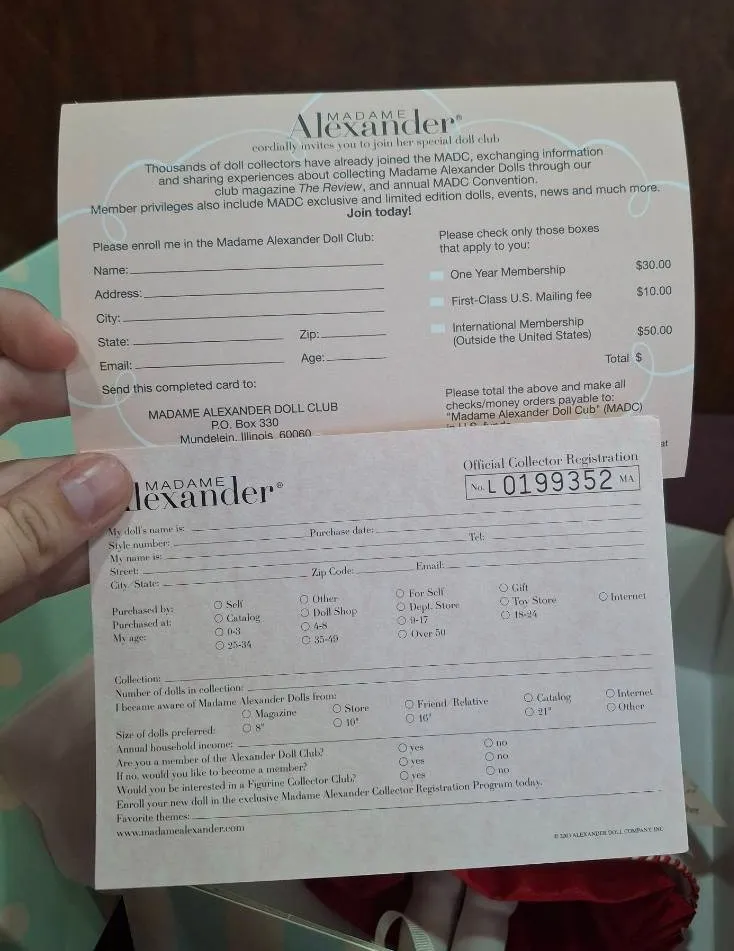 MADAME
Alexander®
cordially invites you to join her special doll club
Thousands of doll collectors have already joined the MADC, exchanging information
and sharing experiences about collecting Madame Alexander Dolls through our
club magazine The Review, and annual MADC Convention.
Member privileges also include MADC exclusive and limited edition dolls, events, news and much more.
Join today!
Please enroll me in the Madame Alexander Doll Club:
Name:
Address:
City:
State: Zip:
Email: Age:
Send this completed card to:
MADAME ALEXANDER DOLL CLUB
P.O. Box 330
Mundelein, Illinois 60060
Please check only those boxes
that apply to you:
One Year Membership $30.00
First-Class U.S. Mailing fee $10.00
International Membership
(Outside the United States) $50.00
Total $
Please total the above and make all
checks/money orders payable to:
"Madame Alexander Doll Cub" (MADC)
in U.S. funds
at
MADAME
lexander®
Official Collector Registration
No. L 0199352 MA
My doll's name is:
Style number: Purchase date:
My name is: Tel:
Street:
City/State: Zip Code: Email:
Purchased by: Self Other For Self Gift
Purchased at: Catalog Doll Shop Dept. Store Toy Store Internet
My age: 0-3 4-8 9-17 18-24
25-34 35-49 Over 50
Collection:
Number of dolls in collection:
I became aware of Madame Alexander Dolls from:
Magazine Store Friend/Relative Catalog Internet
Size of dolls preferred: 8" 10" 16" 21" Other
Annual household income:
Are you a member of the Alexander Doll Club? yes no
If no, would you like to become a member? yes no
Would you be interested in a Figurine Collector Club? yes no
Enroll your new doll in the exclusive Madame Alexander Collector Registration Program today.
Favorite themes:
www.madamealexander.com
© 2003 ALEXANDER DOLL COMPANY, INC